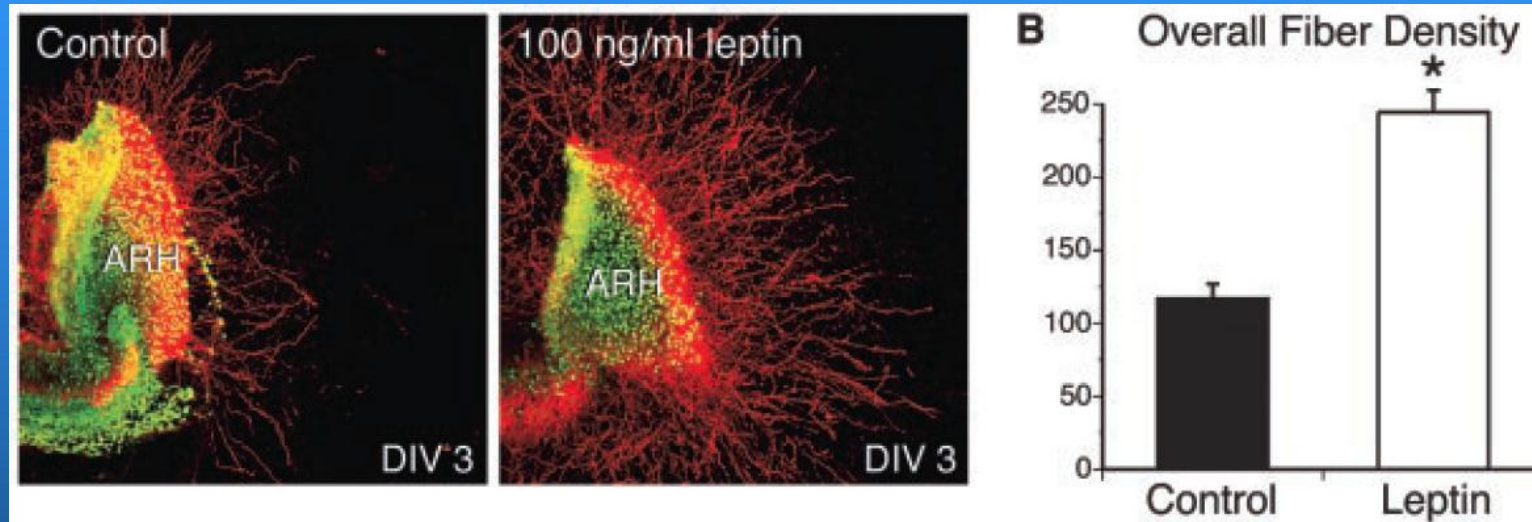 Control
ARH
DIV 3
100 ng/ml leptin
ARH
DIV 3
B Overall Fiber Density
*
250
200
150
100
50
0
Control Leptin